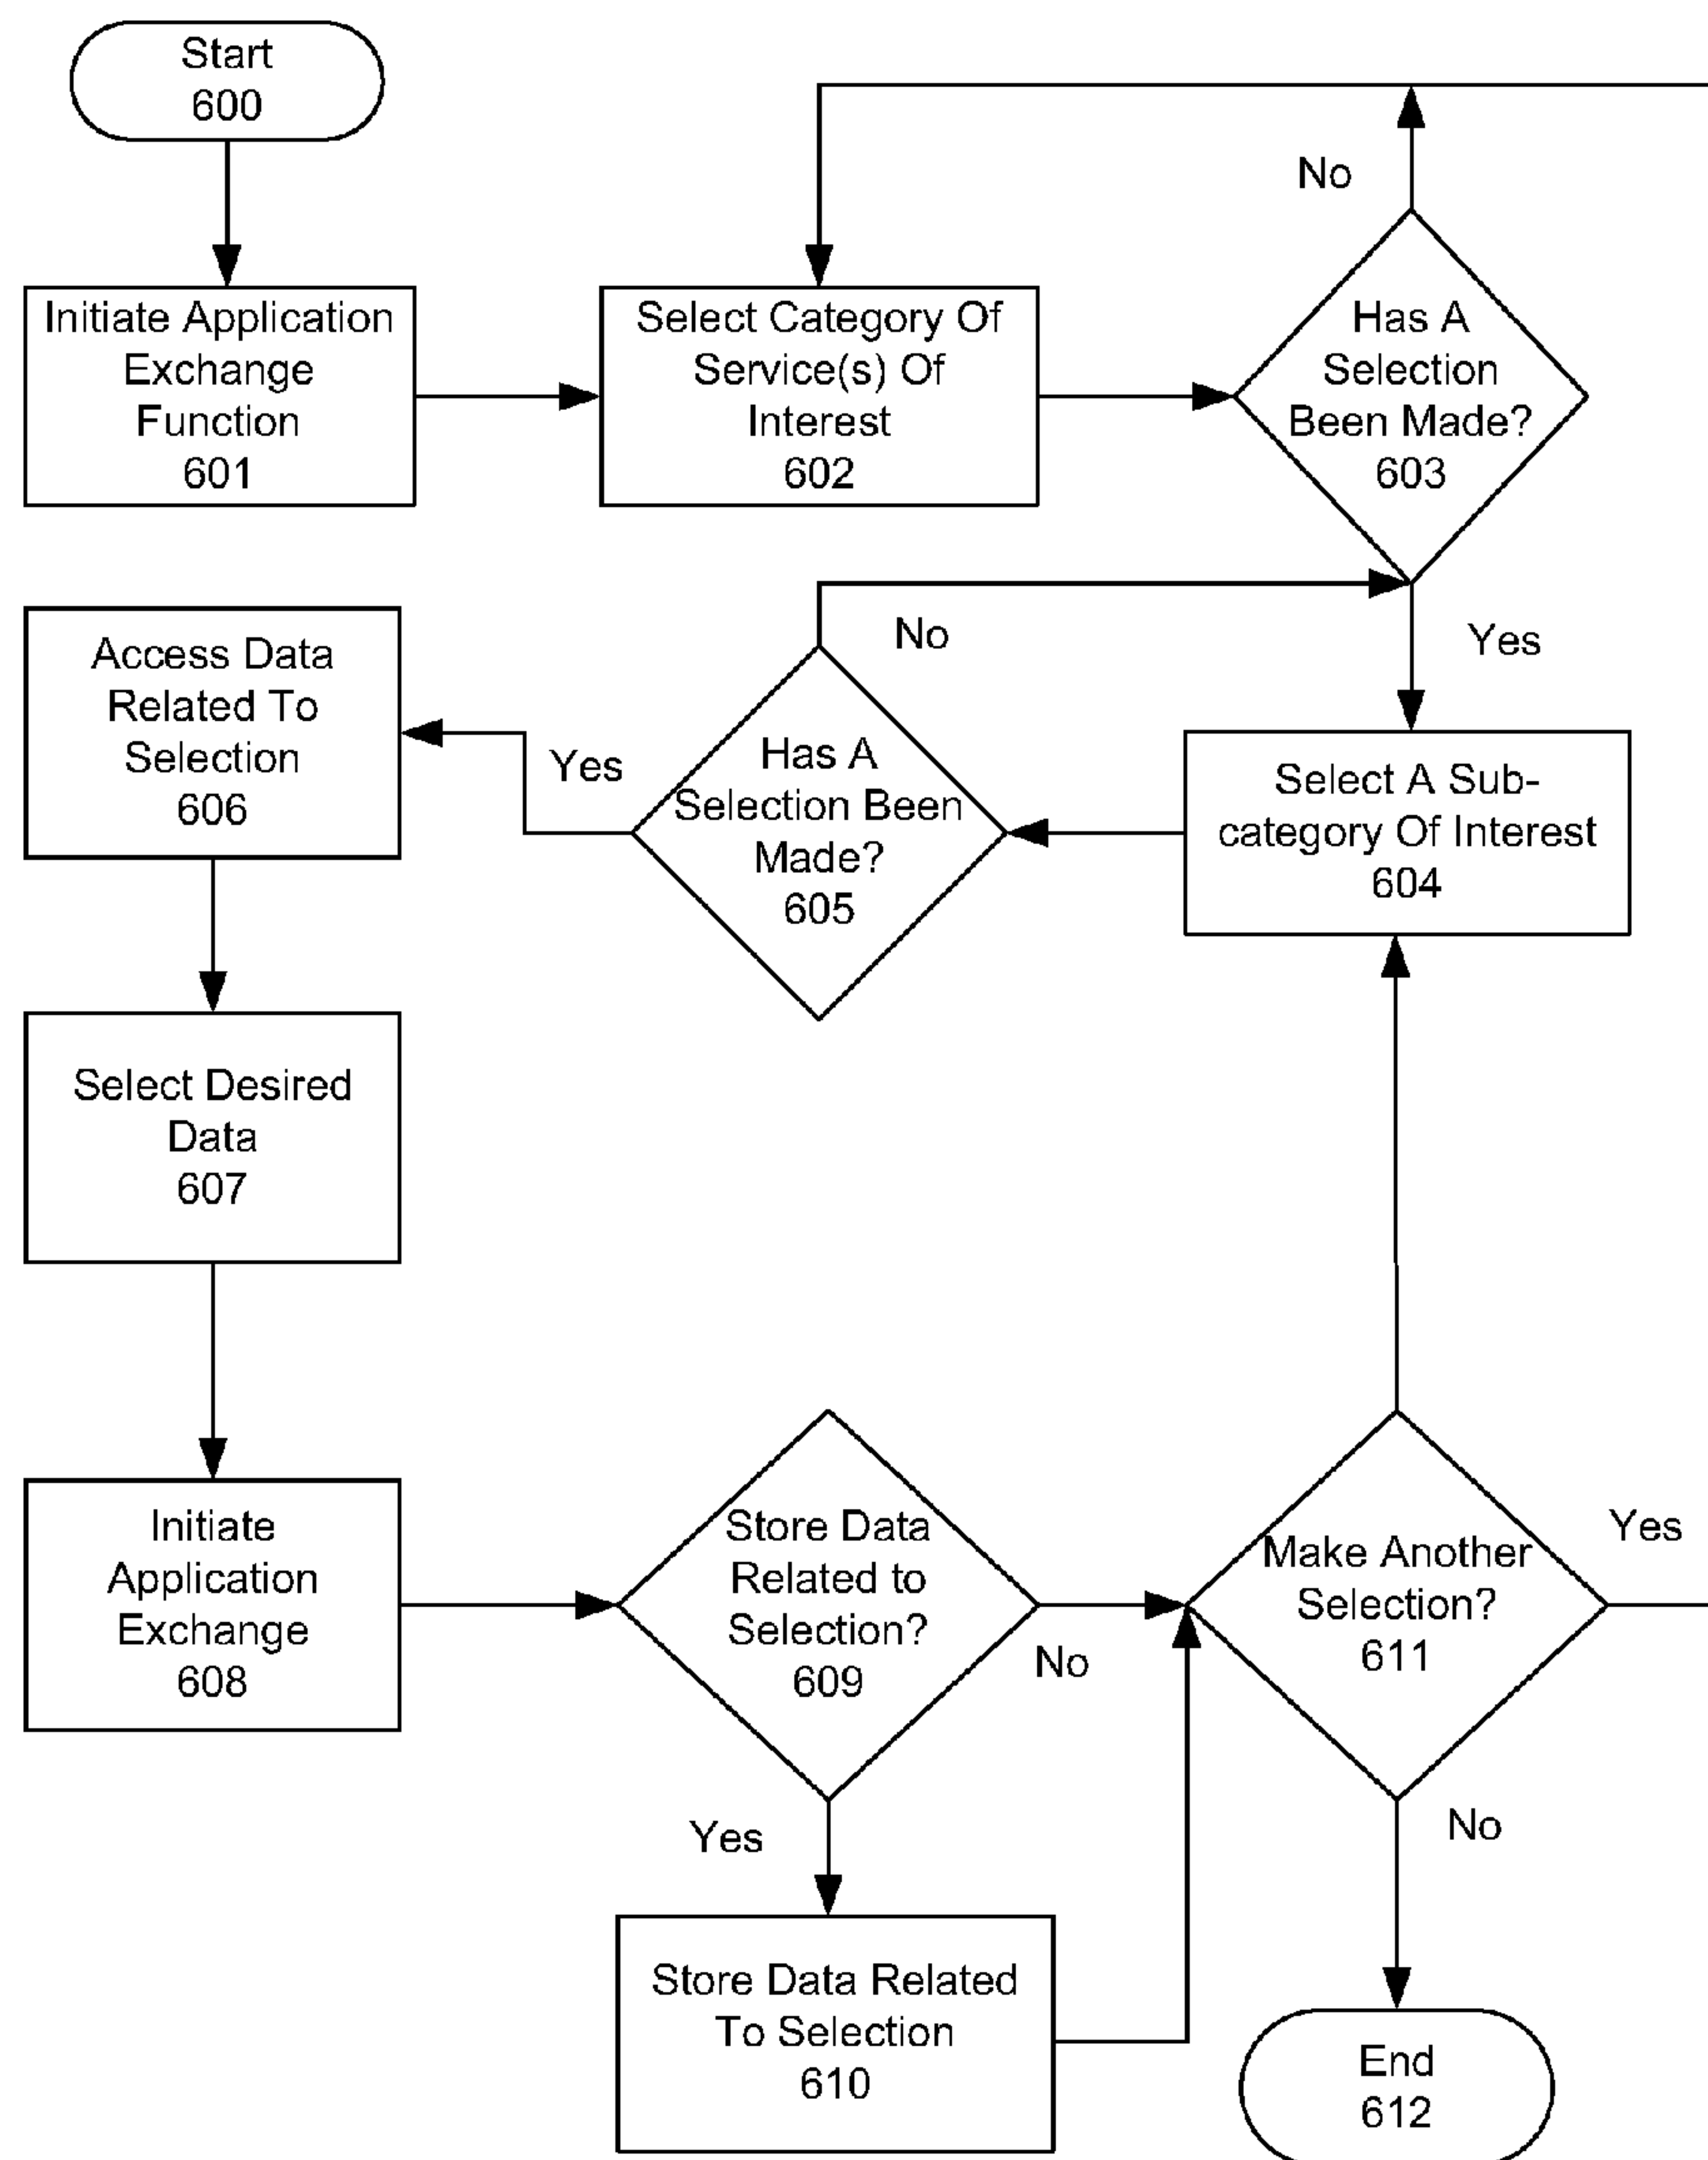 Start
600
No
Initiate Application
Exchange
Function
601
Select Category Of
Service(s) Of
Interest
602
Has A
Selection
Been Made?
603
Yes
No
Access Data
Related To
Selection
606
Yes
Has A
Selection Been
Made?
605
Select A Sub-
category Of Interest
604
Select Desired
Data
607
Initiate
Application
Exchange
608
Store Data
Related to
Selection?
609
No
Make Another
Selection?
611
Yes
Yes
No
Store Data Related
To Selection
610
End
612